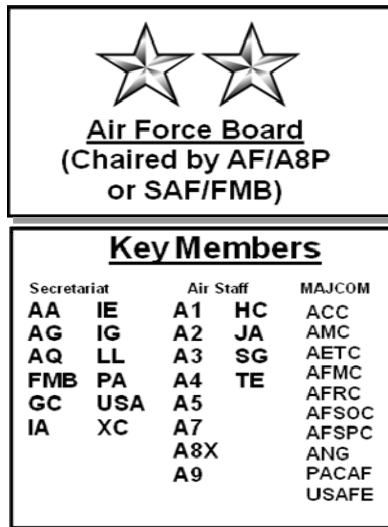 Air Force Board
(Chaired by AF/A8P
or SAF/FMB)
Key Members
Secretariat Air Staff MAJCOM
AA IE A1 HC ACC
AG IG A2 JA AMC
AQ LL A3 SG AETC
FMB PA A4 TE AFMC
GC USA A5 AFRC
IA XC A7 AFSOC
A8X AFSPC
A9 ANG
PACAF
USAFE